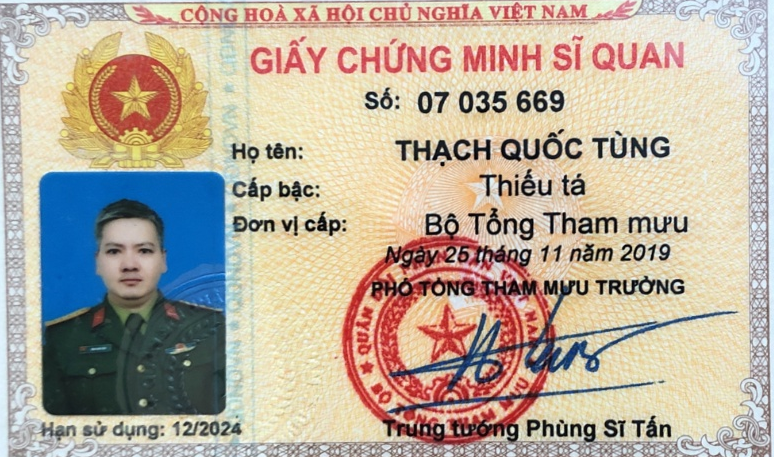 CỘNG HOÀ XÃ HỘI CHỦ NGHĨA VIỆT NAM
GIẤY CHỨNG MINH SĨ QUAN
Số: 07 035 669
Họ tên: THẠCH QUỐC TÙNG
Cấp bậc: Thiếu tá
Đơn vị cấp: Bộ Tổng Tham mưu
Ngày 25 tháng 11 năm 2019
PHÓ TỔNG THAM MƯU TRƯỞNG
Hạn sử dụng: 12/2024
Trung tướng Phùng Sĩ Tấn